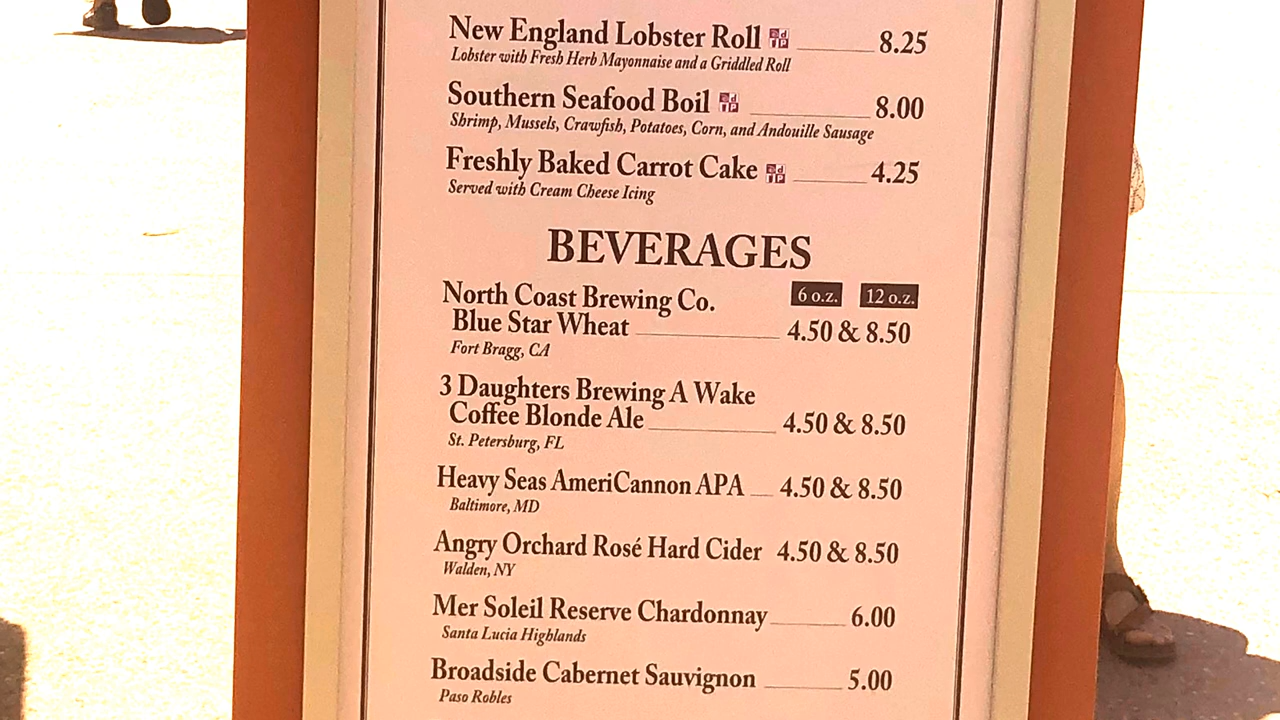 New England Lobster Roll 8.25
Lobster with Fresh Herb Mayonnaise and a Griddled Roll
Southern Seafood Boil 8.00
Shrimp, Mussels, Crawfish, Potatoes, Corn, and Andouille Sausage
Freshly Baked Carrot Cake 4.25
Served with Cream Cheese Icing
BEVERAGES
North Coast Brewing Co. 6 o.z. 12 o.z.
Blue Star Wheat 4.50 & 8.50
Fort Bragg, CA
3 Daughters Brewing A Wake
Coffee Blonde Ale 4.50 & 8.50
St. Petersburg, FL
Heavy Seas AmeriCannon APA 4.50 & 8.50
Baltimore, MD
Angry Orchard Rosé Hard Cider 4.50 & 8.50
Walden, NY
Mer Soleil Reserve Chardonnay 6.00
Santa Lucia Highlands
Broadside Cabernet Sauvignon 5.00
Paso Robles